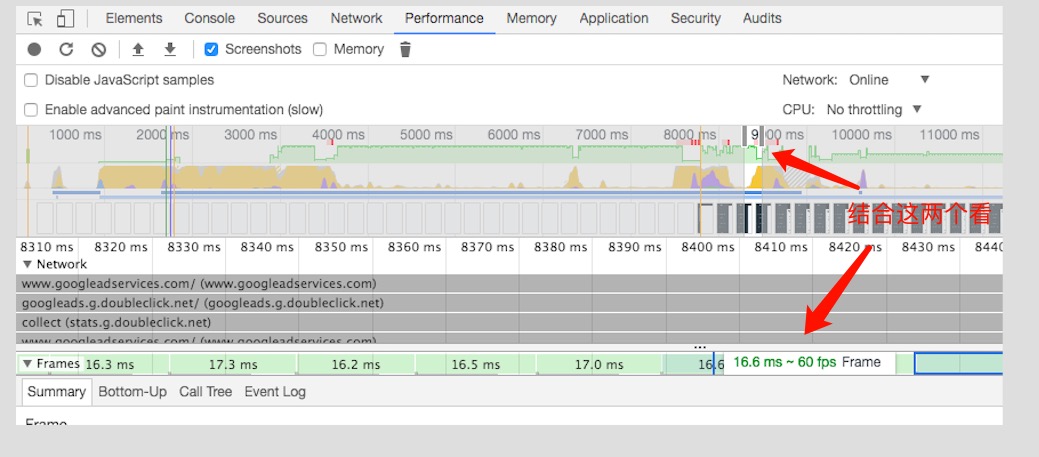 Elements Console Sources Network Performance Memory Application Security Audits
Screenshots Memory
Disable JavaScript samples Network: Online
Enable advanced paint instrumentation (slow) CPU: No throttling
1000 ms 2000 ms 3000 ms 4000 ms 5000 ms 6000 ms 7000 ms 8000 ms 9 00 ms 10000 ms 11000 ms
结合这两个看
8310 ms 8320 ms 8330 ms 8340 ms 8350 ms 8360 ms 8370 ms 8380 ms 8390 ms 8400 ms 8410 ms 8420 ms 8430 ms 8440
Network
www.googleadservices.com/ (www.googleadservices.com)
googleads.g.doubleclick.net/ (googleads.g.doubleclick.net)
collect (stats.g.doubleclick.net)
www.googleadservices.com/ (www.googleadservices.com)
...
Frames 16.3 ms 17.3 ms 16.2 ms 16.5 ms 17.0 ms 16.6 16.6 ms ~ 60 fps Frame
Summary Bottom-Up Call Tree Event Log
Frame